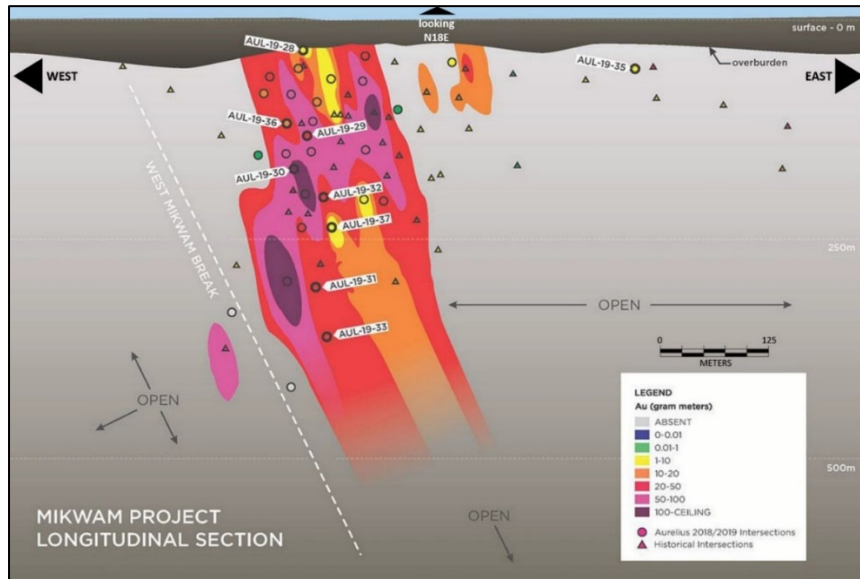 looking
N18E
surface - 0 m
overburden
WEST
EAST
AUL-19-28
AUL-19-35
AUL-19-36
AUL-19-29
AUL-19-30
AUL-19-32
AUL-19-37
AUL-19-31
AUL-19-33
WEST MIKWAM BREAK
250m
OPEN
0
125
METERS
OPEN
500m
OPEN
LEGEND
Au (gram meters)
ABSENT
0-0.01
0.01-1
1-10
10-20
20-50
50-100
100-CEILING
Aurelius 2018/2019 Intersections
Historical Intersections
MIKWAM PROJECT
LONGITUDINAL SECTION